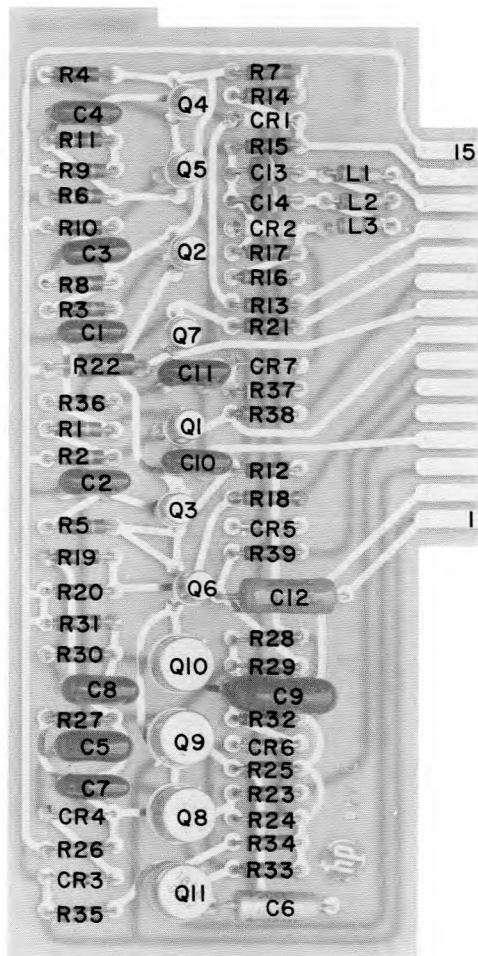 R4
C4
R11
R9
R6
R10
C3
R8
R3
C1
R22
R36
R1
R2
C2
R5
R19
R20
R31
R30
C8
R27
C5
C7
CR4
R26
CR3
R35
Q4
Q5
Q2
Q7
C11
Q1
C10
Q3
Q6
Q10
Q9
Q8
Q11
R7
R14
CR1
R15
C13
C14
CR2
R17
R16
R13
R21
CR7
R37
R38
R12
R18
CR5
R39
C12
R28
R29
C9
R32
CR6
R25
R23
R24
R34
R33
C6
L1
L2
L3
15
1
hp